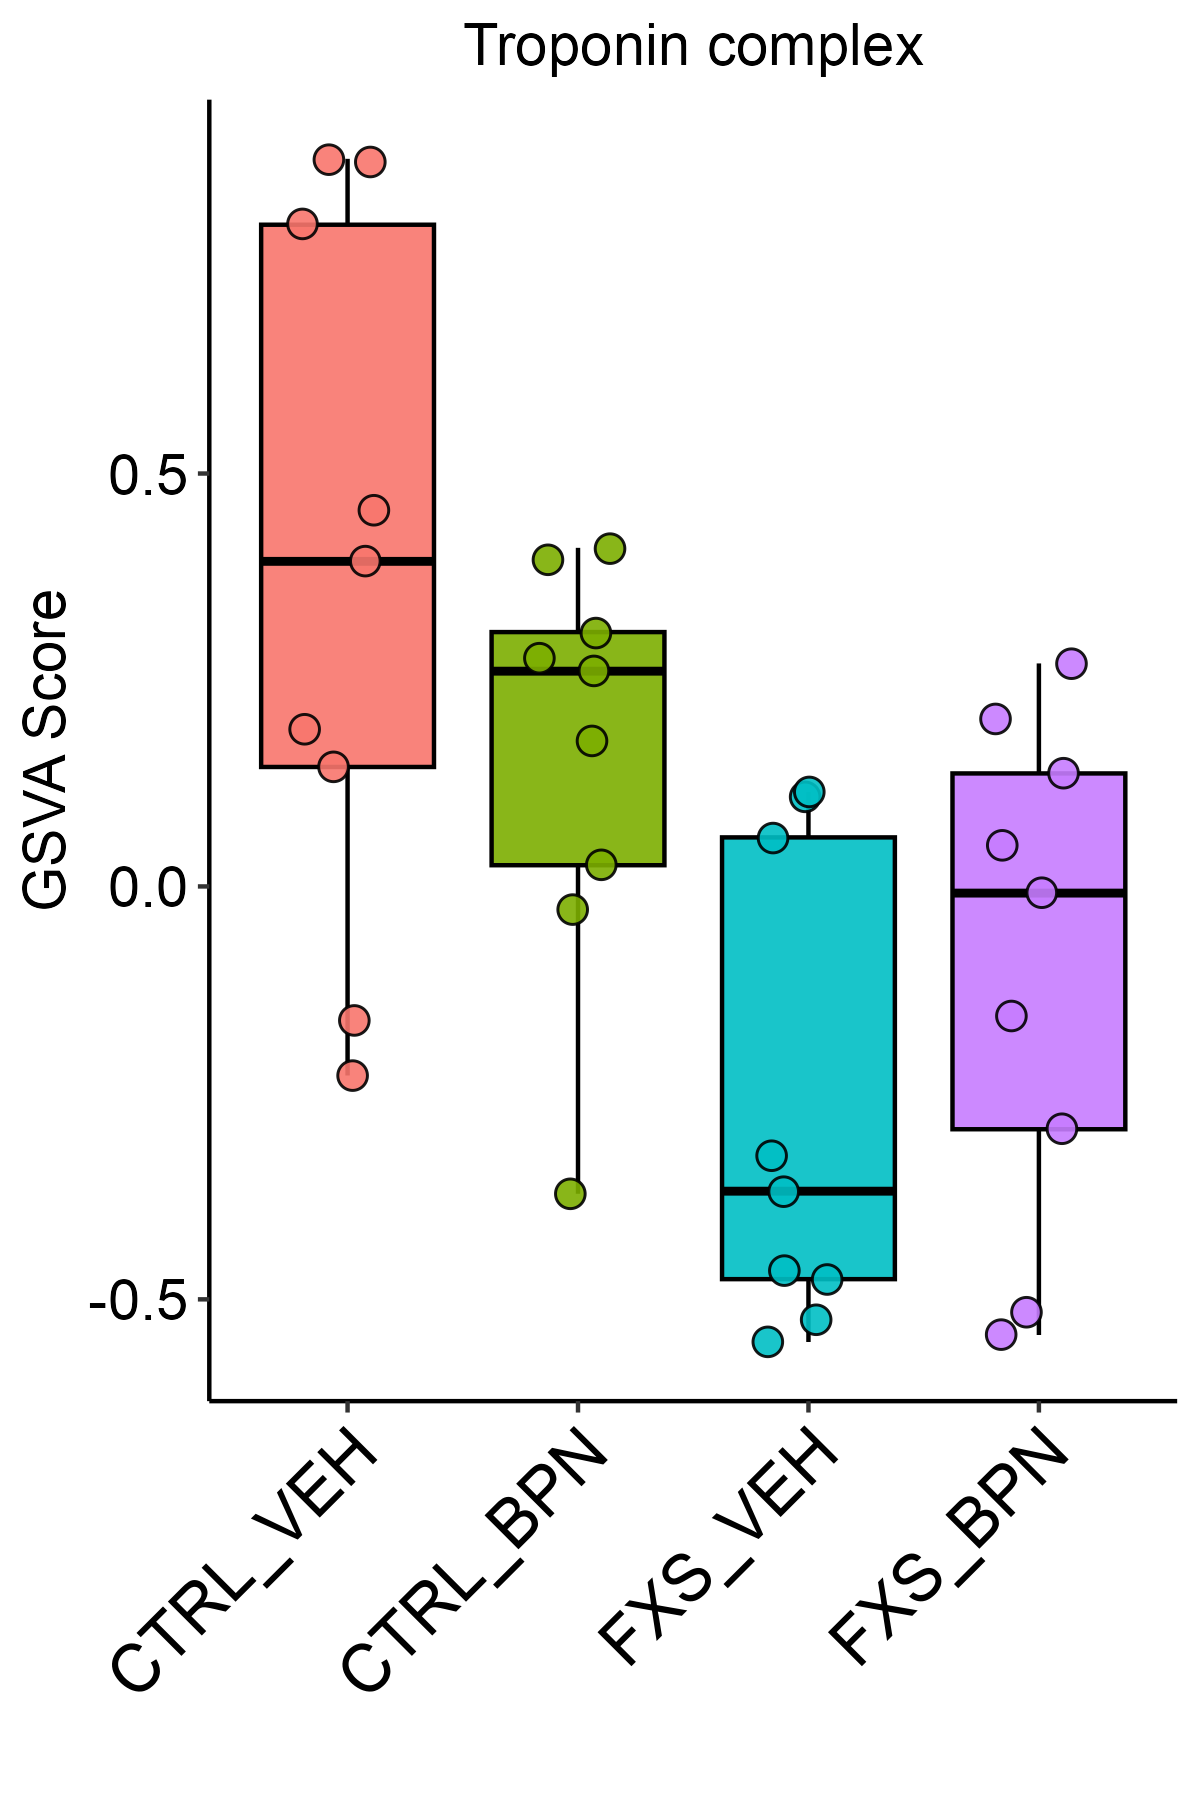 Troponin complex
GSVA Score
0.5
0.0
-0.5
CTRL_VEH
CTRL_BPN
FXS_VEH
FXS_BPN